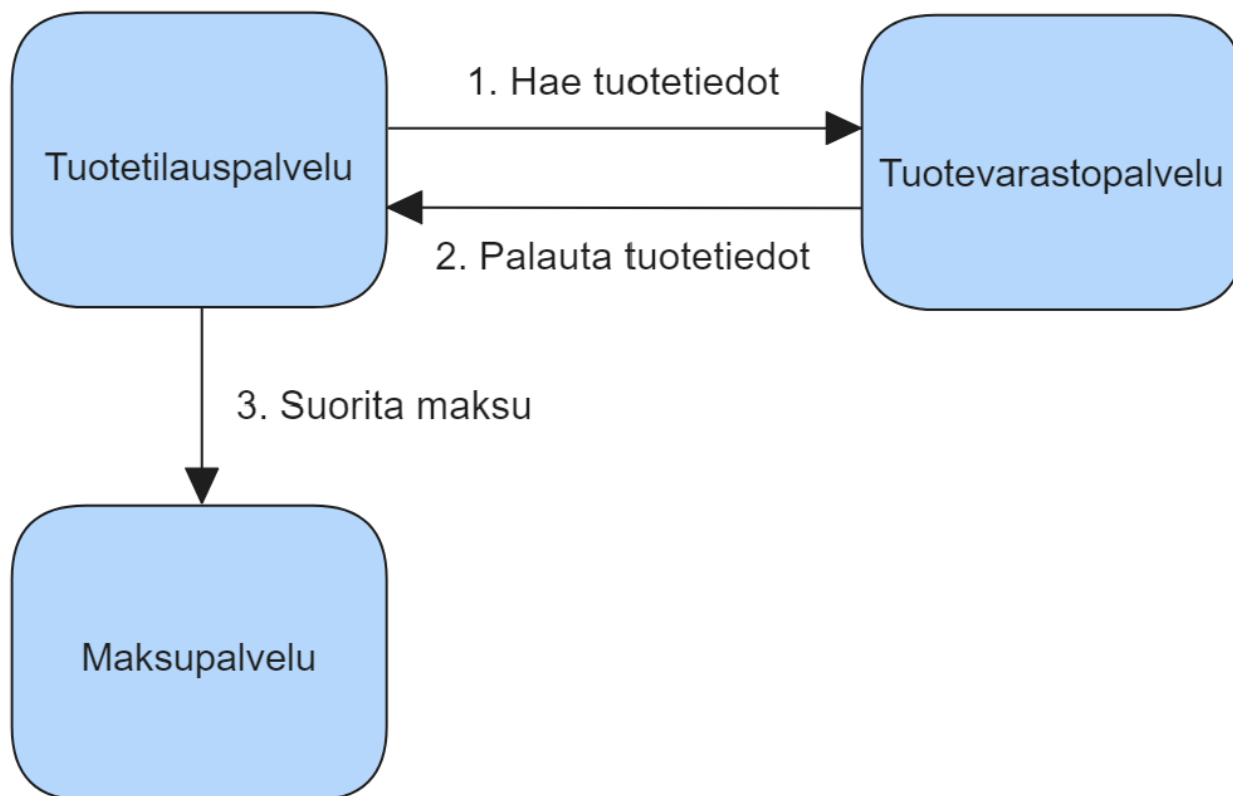 1. Hae tuotetiedot
Tuotetilauspalvelu
Tuotevarastopalvelu
2. Palauta tuotetiedot
3. Suorita maksu
Maksupalvelu